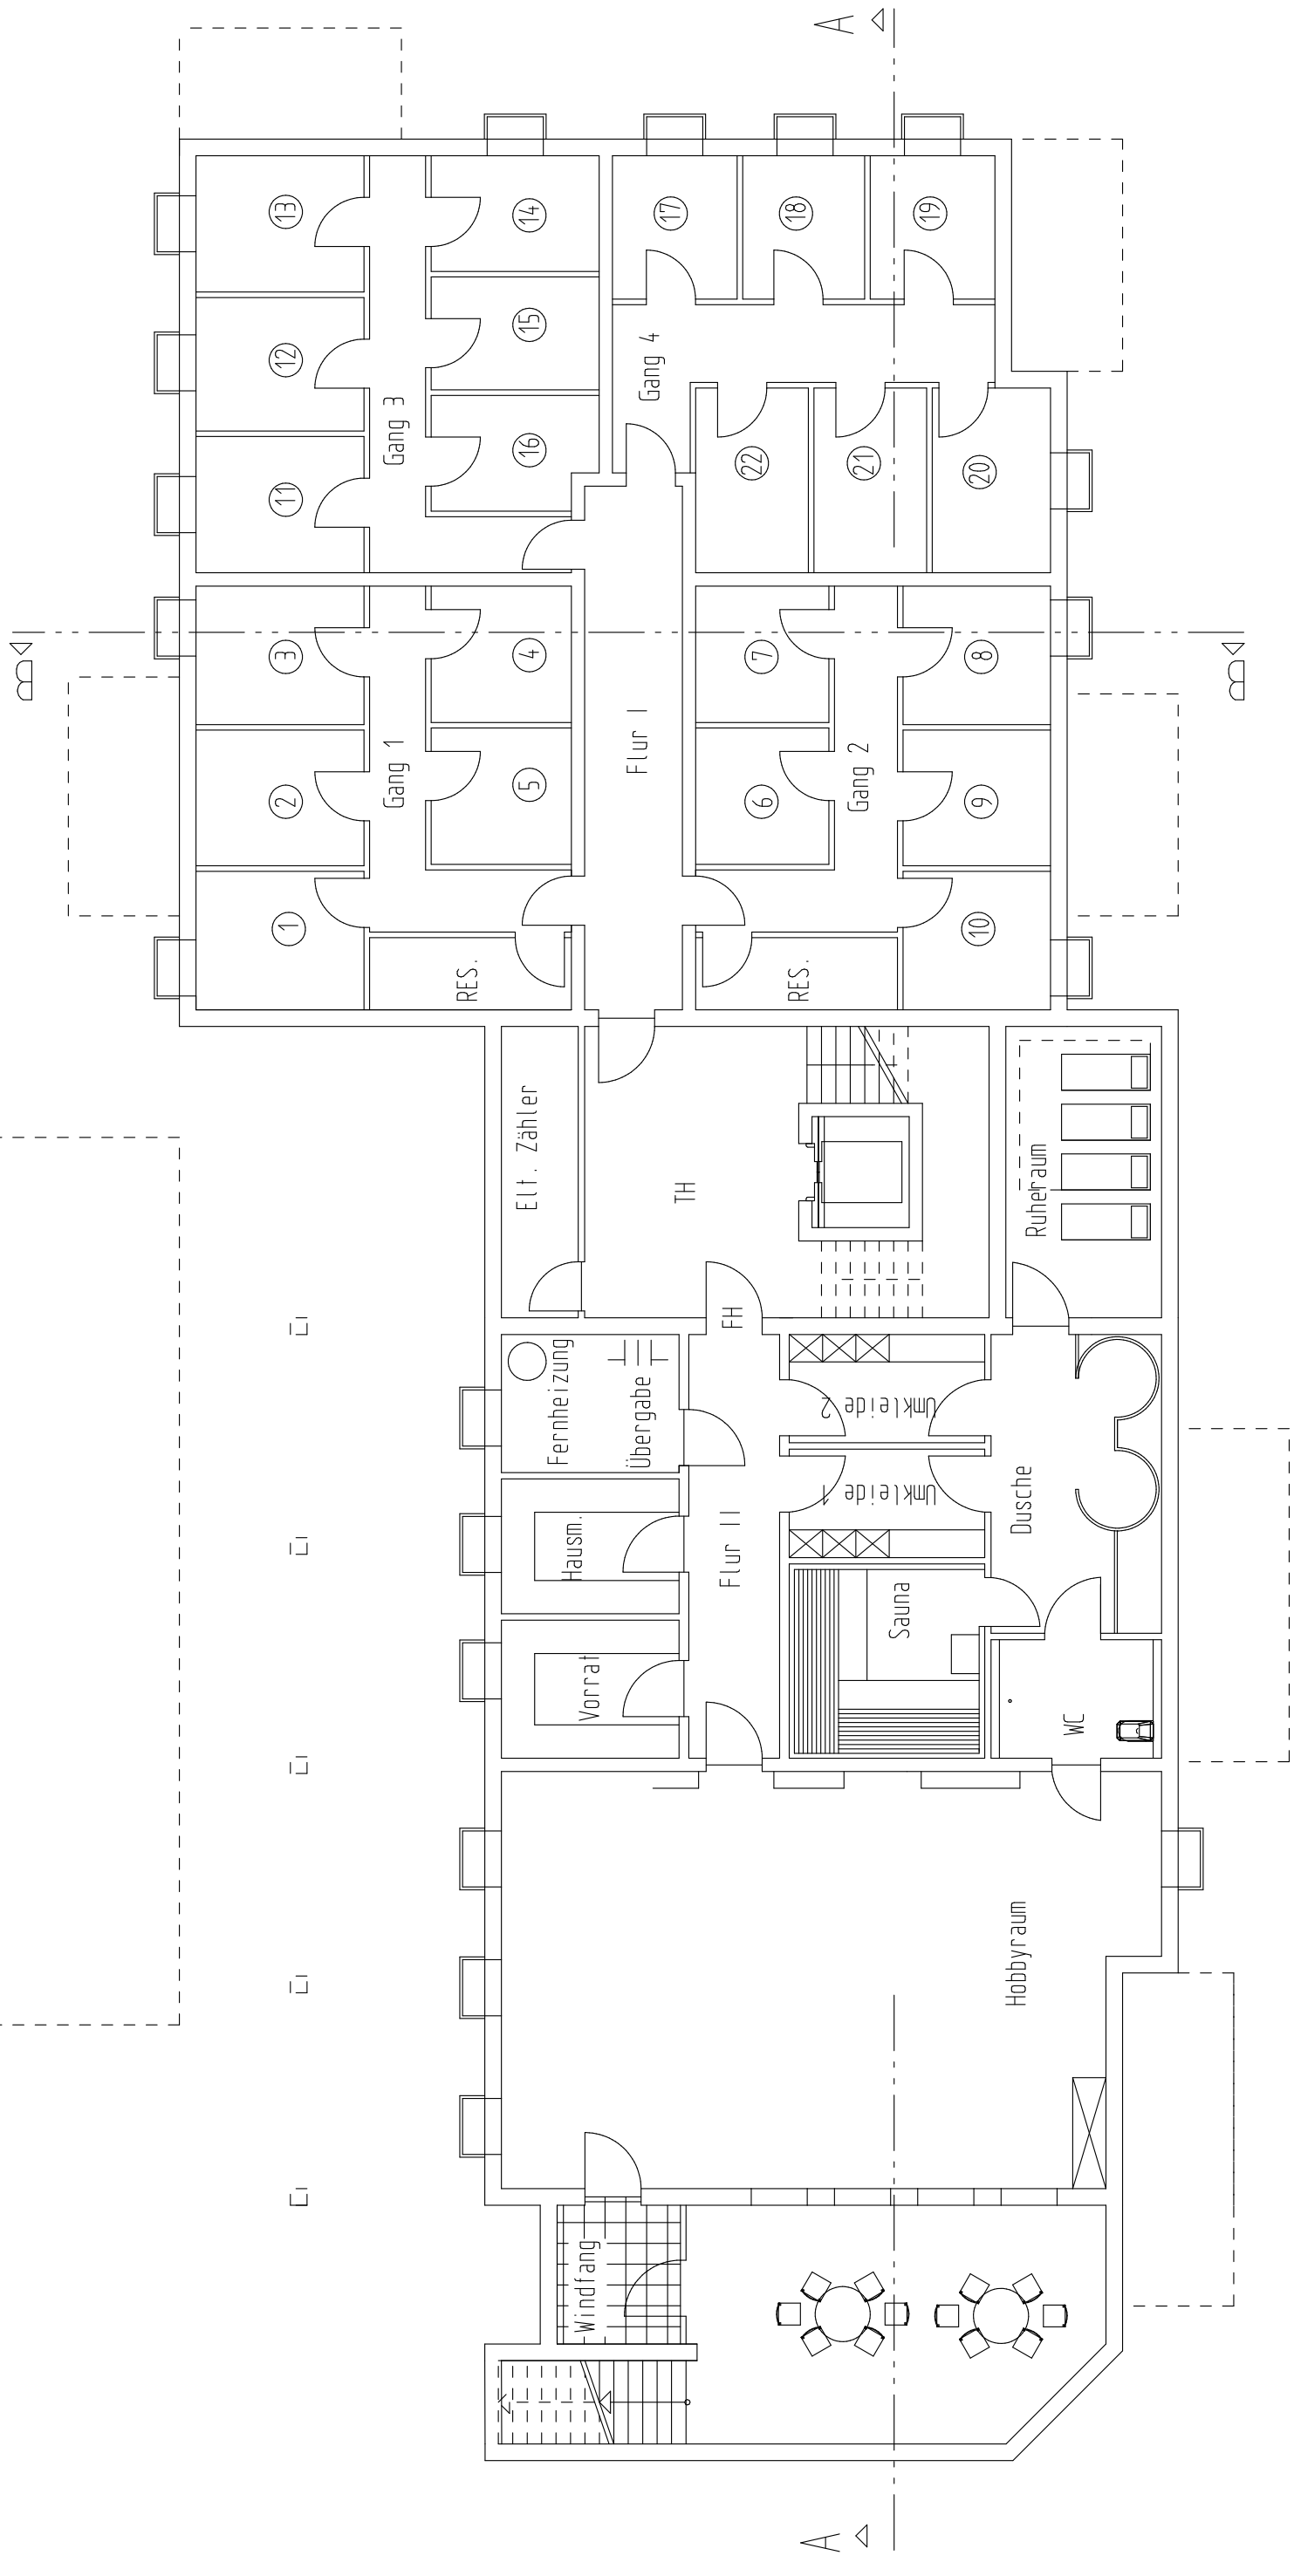 A
B
B
13
12
11
Gang 3
14
15
16
17
18
19
Gang 4
22
21
20
3
2
1
Gang 1
4
5
RES.
Flur I
7
6
Gang 2
8
9
10
RES.
Elt. Zähler
TH
Ruheraum
FH
Fernheizung
Übergabe
Umkleide 2
Umkleide 1
Dusche
Hausm.
Flur II
Vorrat
Sauna
WC
Hobbyraum
Windfang
A